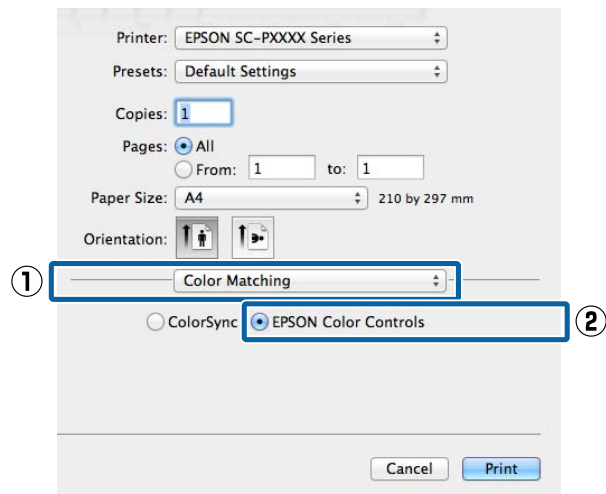 Printer: EPSON SC-PXXXX Series
Presets: Default Settings
Copies: 1
Pages: All
From: 1 to: 1
Paper Size: A4 210 by 297 mm
Orientation:
① Color Matching
ColorSync EPSON Color Controls ②
Cancel Print